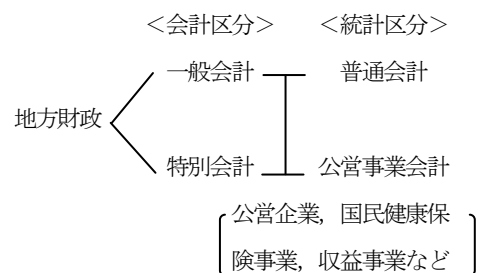 <会計区分> <統計区分>
一般会計 普通会計
地方財政
特別会計 公営事業会計
公営企業,国民健康保
険事業,収益事業など